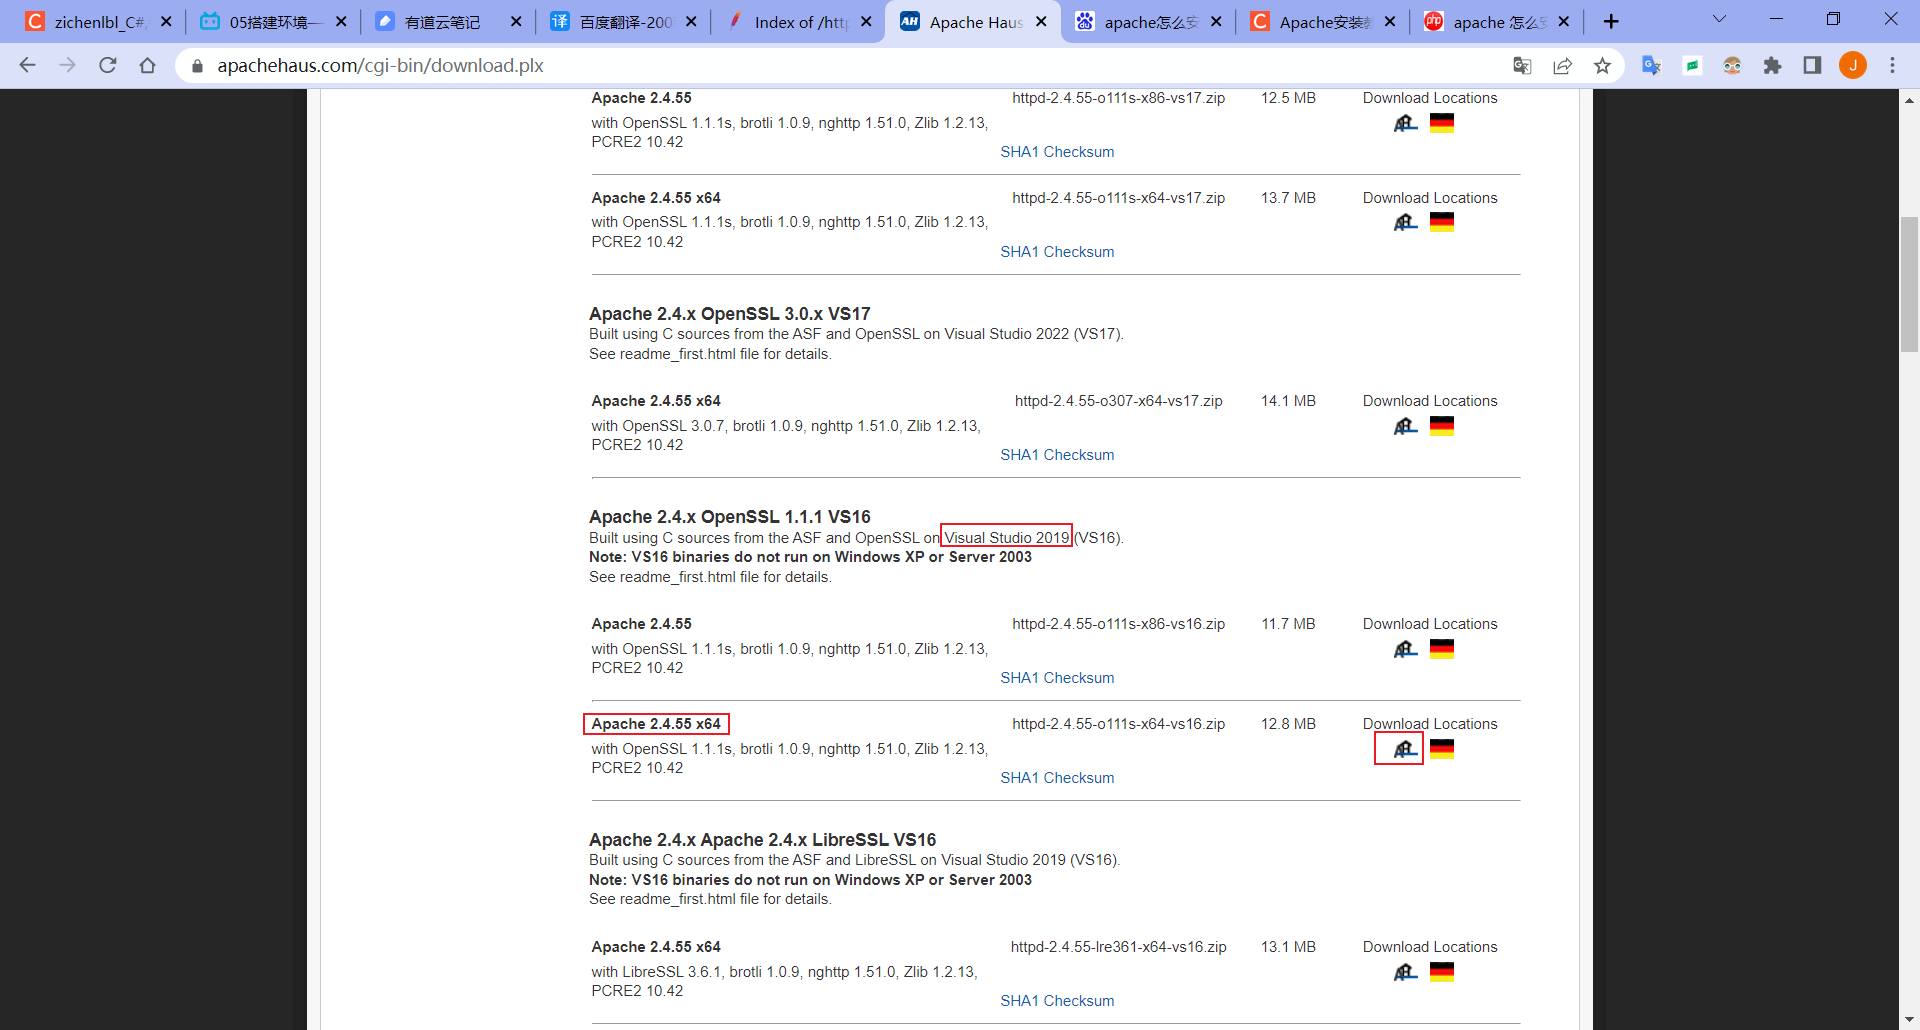 zichenlbl_C#,
05搭建环境—
有道云笔记
百度翻译-200
Index of /http
Apache Haus
apache怎么安
Apache安装教
apache 怎么安
apachehaus.com/cgi-bin/download.plx
J
Apache 2.4.55 httpd-2.4.55-o111s-x86-vs17.zip 12.5 MB Download Locations
with OpenSSL 1.1.1s, brotli 1.0.9, nghttp 1.51.0, Zlib 1.2.13,
PCRE2 10.42
SHA1 Checksum
Apache 2.4.55 x64 httpd-2.4.55-o111s-x64-vs17.zip 13.7 MB Download Locations
with OpenSSL 1.1.1s, brotli 1.0.9, nghttp 1.51.0, Zlib 1.2.13,
PCRE2 10.42
SHA1 Checksum
Apache 2.4.x OpenSSL 3.0.x VS17
Built using C sources from the ASF and OpenSSL on Visual Studio 2022 (VS17).
See readme_first.html file for details.
Apache 2.4.55 x64 httpd-2.4.55-o307-x64-vs17.zip 14.1 MB Download Locations
with OpenSSL 3.0.7, brotli 1.0.9, nghttp 1.51.0, Zlib 1.2.13,
PCRE2 10.42
SHA1 Checksum
Apache 2.4.x OpenSSL 1.1.1 VS16
Built using C sources from the ASF and OpenSSL on Visual Studio 2019 (VS16).
Note: VS16 binaries do not run on Windows XP or Server 2003
See readme_first.html file for details.
Apache 2.4.55 httpd-2.4.55-o111s-x86-vs16.zip 11.7 MB Download Locations
with OpenSSL 1.1.1s, brotli 1.0.9, nghttp 1.51.0, Zlib 1.2.13,
PCRE2 10.42
SHA1 Checksum
Apache 2.4.55 x64 httpd-2.4.55-o111s-x64-vs16.zip 12.8 MB Download Locations
with OpenSSL 1.1.1s, brotli 1.0.9, nghttp 1.51.0, Zlib 1.2.13,
PCRE2 10.42
SHA1 Checksum
Apache 2.4.x Apache 2.4.x LibreSSL VS16
Built using C sources from the ASF and LibreSSL on Visual Studio 2019 (VS16).
Note: VS16 binaries do not run on Windows XP or Server 2003
See readme_first.html file for details.
Apache 2.4.55 x64 httpd-2.4.55-lre361-x64-vs16.zip 13.1 MB Download Locations
with LibreSSL 3.6.1, brotli 1.0.9, nghttp 1.51.0, Zlib 1.2.13,
PCRE2 10.42
SHA1 Checksum